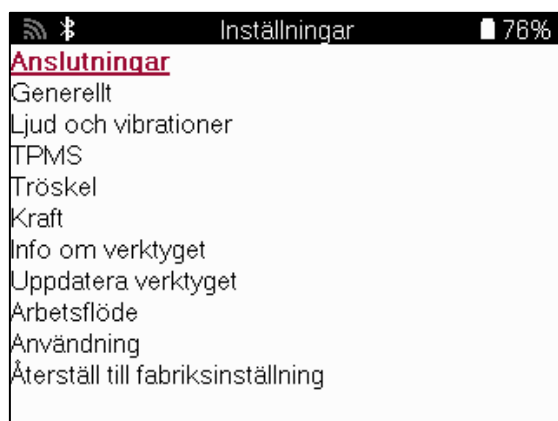 Inställningar 76%
Anslutningar
Generellt
Ljud och vibrationer
TPMS
Tröskel
Kraft
Info om verktyget
Uppdatera verktyget
Arbetsflöde
Användning
Återställ till fabriksinställning